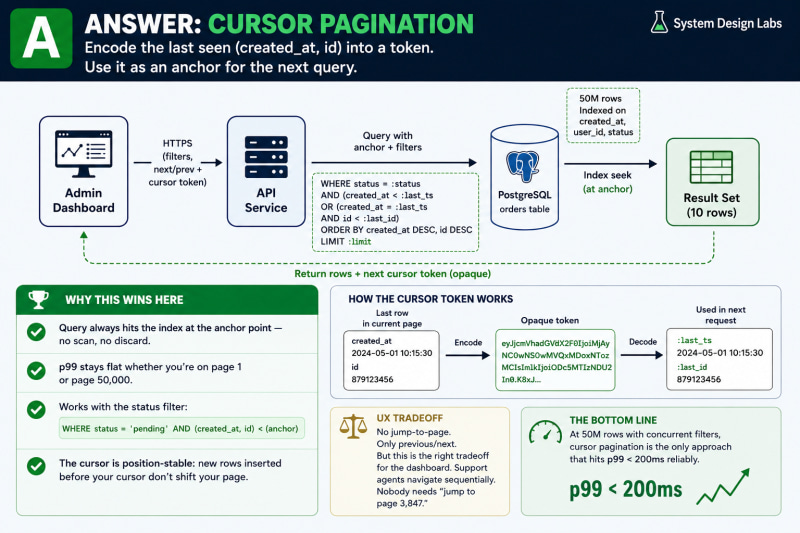 A
ANSWER: CURSOR PAGINATION
Encode the last seen (created_at, id) into a token.
Use it as an anchor for the next query.
System Design Labs
Admin
Dashboard
HTTPS
(filters,
next/prev +
cursor token)
API
Service
Query with
anchor + filters
WHERE status = :status
AND (created_at < :last_ts
OR (created_at = :last_ts
AND id < :last_id)
ORDER BY created_at DESC, id DESC
LIMIT :limit
PostgreSQL
orders table
50M rows
Indexed on
created_at,
user_id, status
Index seek
(at anchor)
Result Set
(10 rows)
Return rows + next cursor token (opaque)
WHY THIS WINS HERE
Query always hits the index at the anchor point —
no scan, no discard.
p99 stays flat whether you're on page 1
or page 50,000.
Works with the status filter:
WHERE status = 'pending' AND (created_at, id) < (anchor)
The cursor is position-stable: new rows inserted
before your cursor don't shift your page.
HOW THE CURSOR TOKEN WORKS
Last row
in current page
created_at
2024-05-01 10:15:30
id
879123456
Encode
Opaque token
eyJjcmVhadGVdX2F0IjoiMjAy
NC0wNS0wMVQxMDoxNToz
MCIsImlkIjoiODc5MTIzNDU2
In0.K8xJ...
Decode
Used in next
request
:last_ts
2024-05-01 10:15:30
:last_id
879123456
UX TRADEOFF
No jump-to-page.
Only previous/next.
But this is the right tradeoff
for the dashboard. Support
agents navigate sequentially.
Nobody needs "jump to
page 3,847."
THE BOTTOM LINE
At 50M rows with concurrent filters,
cursor pagination is the only approach
that hits p99 < 200ms reliably.
p99 < 200ms